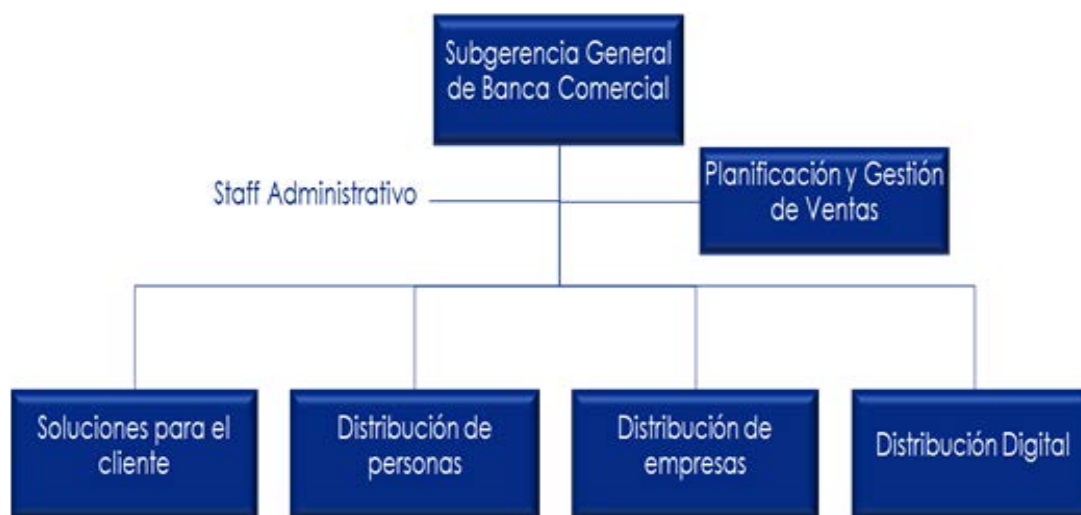 Subgerencia General
de Banca Comercial
Staff Administrativo
Planificación y Gestión
de Ventas
Soluciones para el
cliente
Distribución de
personas
Distribución de
empresas
Distribución Digital